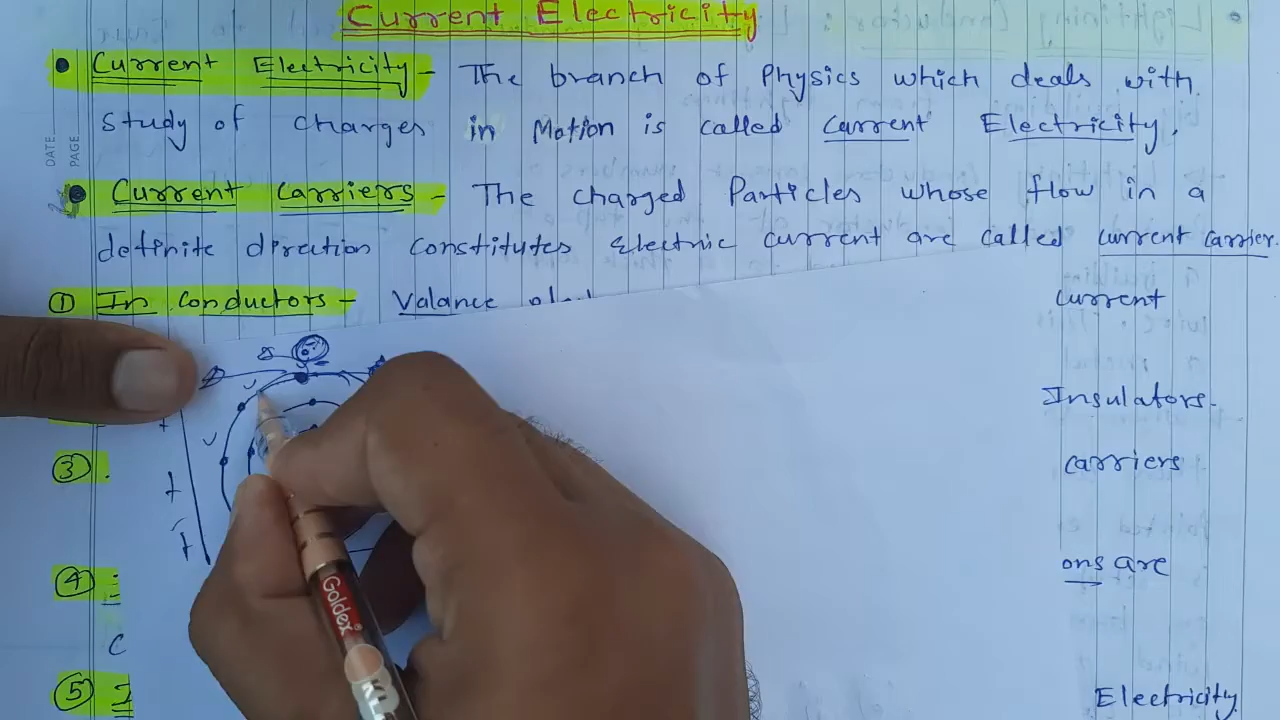 Current Electricity
• Current Electricity - The branch of Physics which deals with
Study of charges in Motion is called Current Electricity.
• Current carriers - The charged Particles whose flow in a
definite diraction constitutes Electric current are called current carrier.
① In conductors - Valance
current
Insulators.
③
carriers
④
ons are
C
⑤
Electricity
DATE
PAGE
Goldex